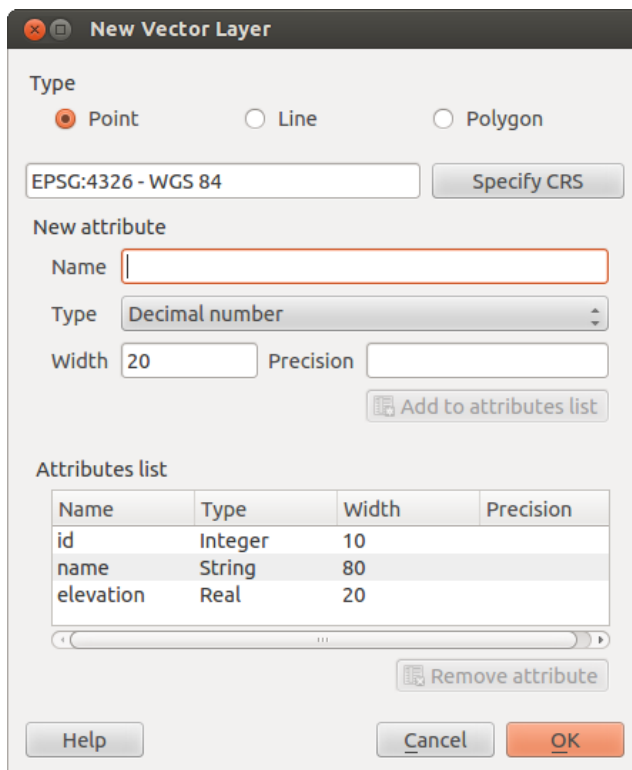 New Vector Layer
Type
Point Line Polygon
EPSG:4326 - WGS 84 Specify CRS
New attribute
Name
Type Decimal number
Width 20 Precision
Add to attributes list
Attributes list
Name Type Width Precision
id Integer 10
name String 80
elevation Real 20
Remove attribute
Help Cancel OK